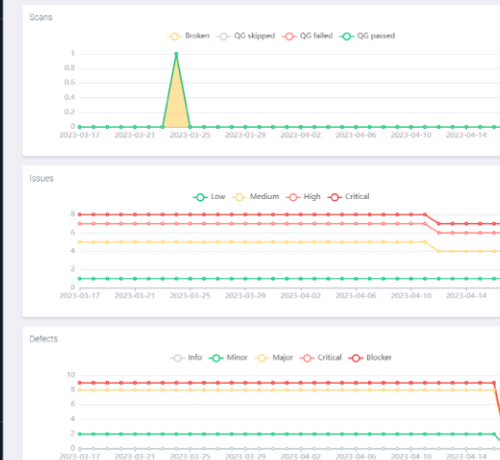 Scans
Broken QG skipped QG failed QG passed
1
0.8
0.6
0.4
0.2
0
2023-03-17 2023-03-21 2023-03-25 2023-03-29 2023-04-02 2023-04-06 2023-04-10 2023-04-14
Issues
Low Medium High Critical
8
6
4
2
0
2023-03-17 2023-03-21 2023-03-25 2023-03-29 2023-04-02 2023-04-06 2023-04-10 2023-04-14
Defects
Info Minor Major Critical Blocker
10
8
6
4
2
0
2023-03-17 2023-03-21 2023-03-25 2023-03-29 2023-04-02 2023-04-06 2023-04-10 2023-04-14